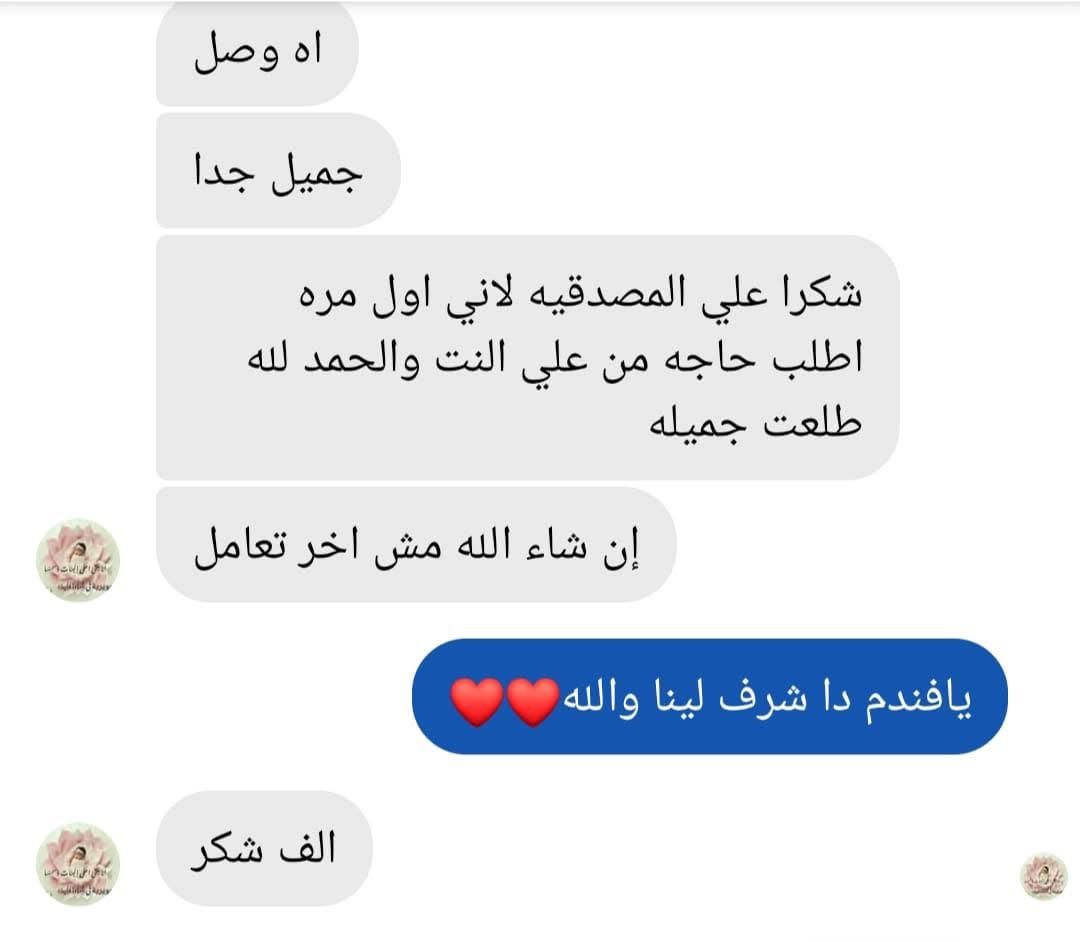 اه وصل
جميل جدا
شكرا علي المصدقيه لاني اول مره
اطلب حاجه من علي النت والحمد لله
طلعت جميله
إن شاء الله مش اخر تعامل
يافندم دا شرف لينا والله❤️❤️
الف شكر